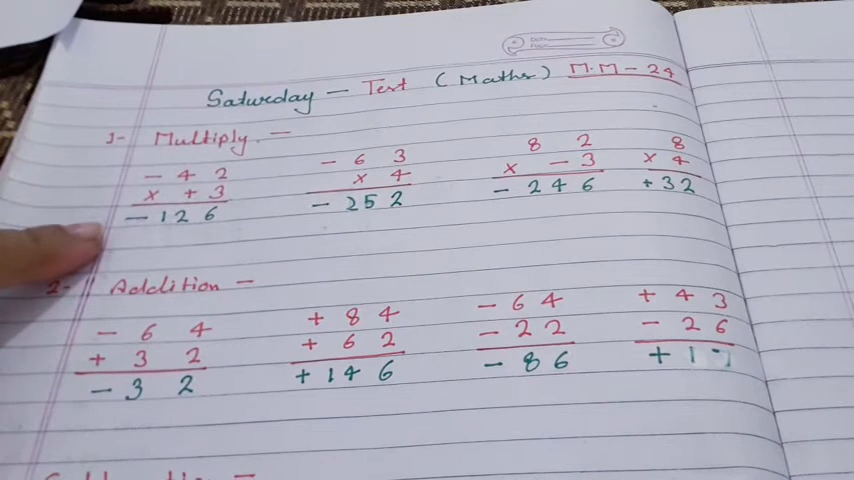 Saturday - Test (Maths) M.M - 24
1- Multiply. -
- 4 2 - 6 3 8 2 8
x + 3 x 4 x - 3 x 4
- 1 2 6 - 2 5 2 - 2 4 6 + 3 2
2- Addition -
- 6 4 + 8 4 - 6 4 + 4 3
+ 3 2 + 6 2 - 2 2 - 2 6
- 3 2 + 1 4 6 - 8 6 + 1 7